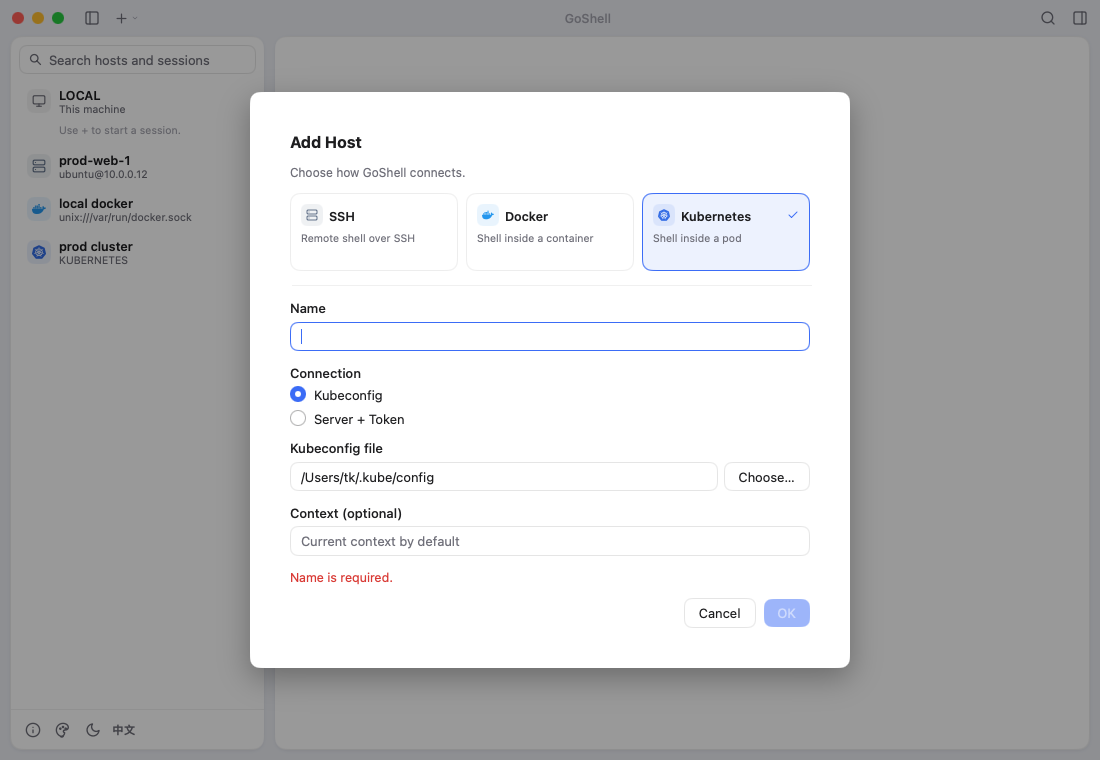 GoShell
Search hosts and sessions
LOCAL
This machine
Use + to start a session.
prod-web-1
ubuntu@10.0.0.12
local docker
unix:///var/run/docker.sock
prod cluster
KUBERNETES
中文
Add Host
Choose how GoShell connects.
SSH
Remote shell over SSH
Docker
Shell inside a container
Kubernetes
Shell inside a pod
Name
Connection
Kubeconfig
Server + Token
Kubeconfig file
/Users/tk/.kube/config
Choose...
Context (optional)
Current context by default
Name is required.
Cancel
OK